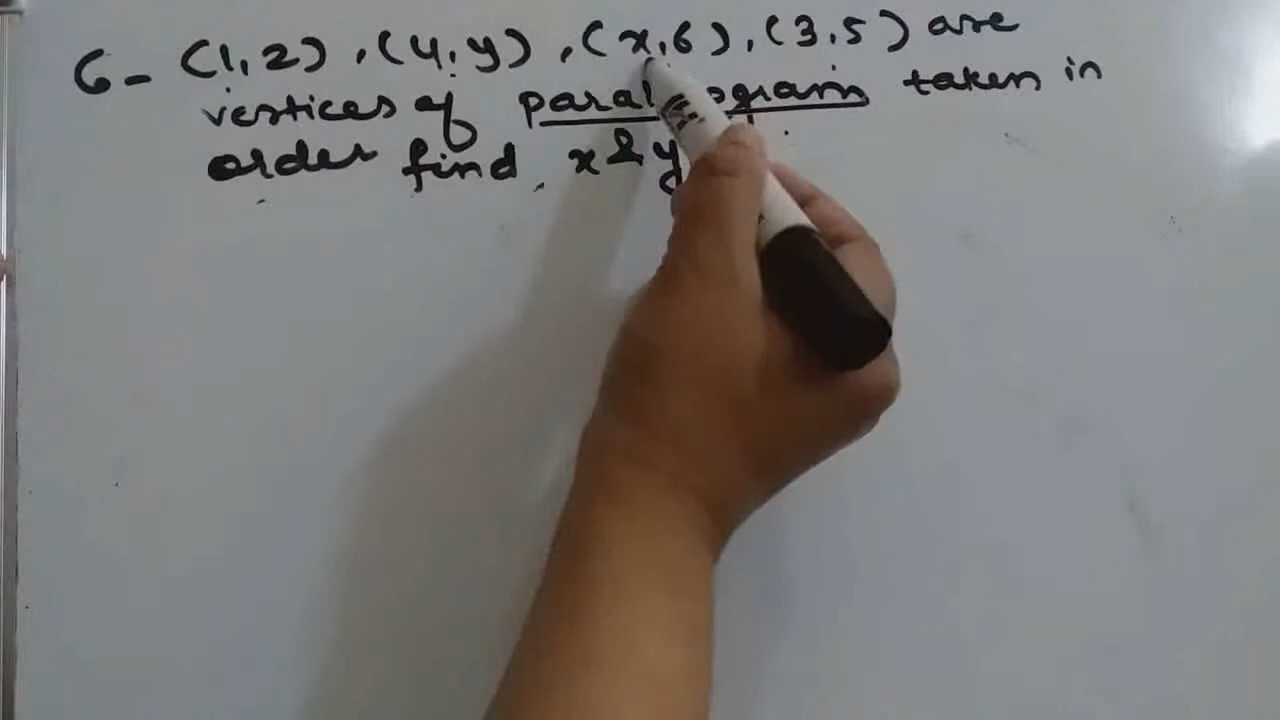 6- (1,2), (4,y), (x,6), (3,5) are
vertices of taken in
order find x & y